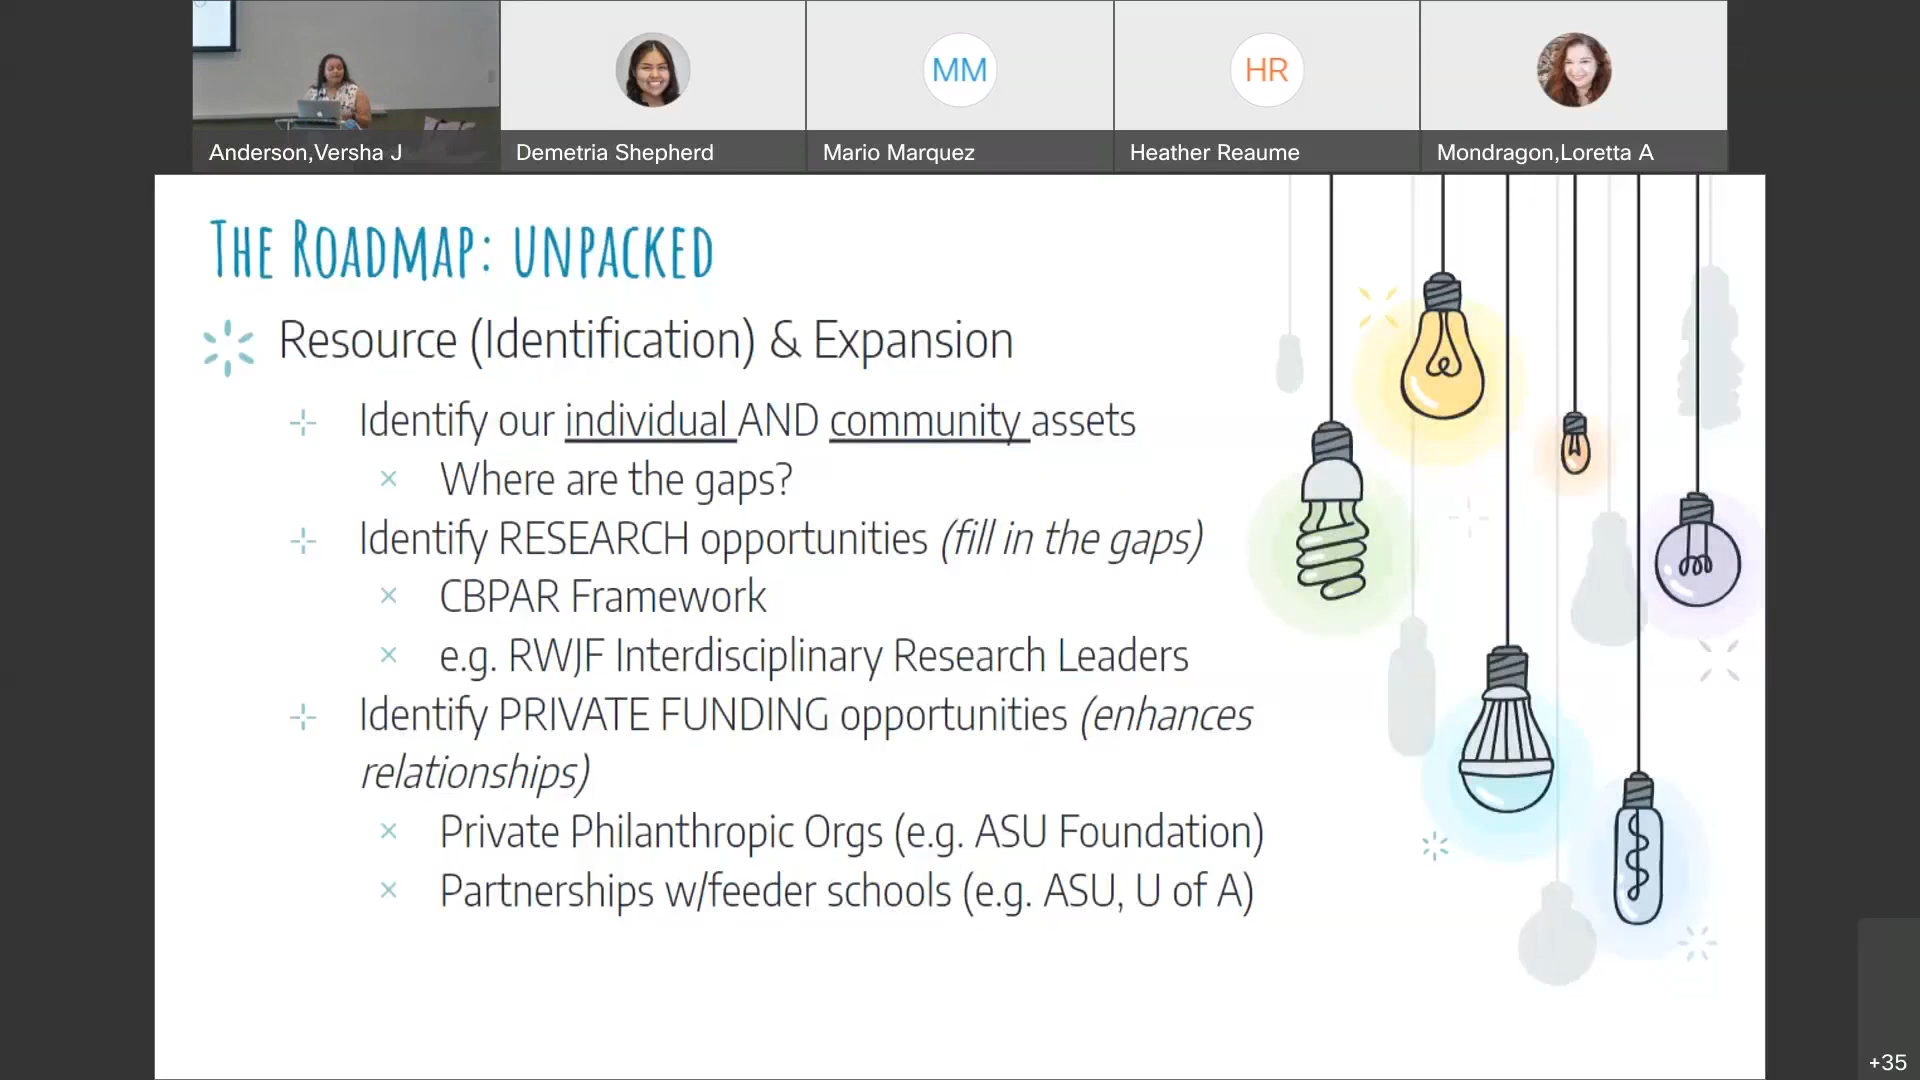 MM
HR
Anderson,Versha J
Demetria Shepherd
Mario Marquez
Heather Reaume
Mondragon,Loretta A
THE ROADMAP: UNPACKED
Resource (Identification) & Expansion
Identify our individual AND community assets
Where are the gaps?
Identify RESEARCH opportunities (fill in the gaps)
CBPAR Framework
e.g. RWJF Interdisciplinary Research Leaders
Identify PRIVATE FUNDING opportunities (enhances
relationships)
Private Philanthropic Orgs (e.g. ASU Foundation)
Partnerships w/feeder schools (e.g. ASU, U of A)
+35